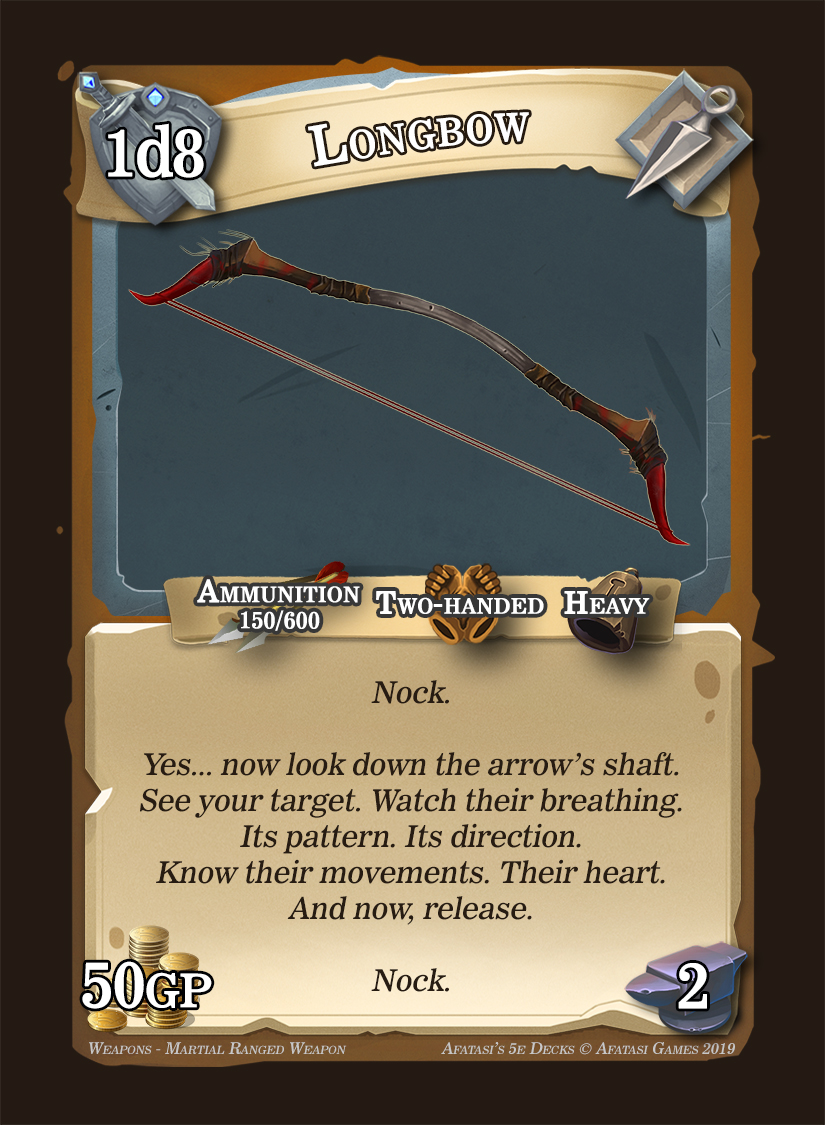 1d8
Longbow
Ammunition
150/600
Two-handed
Heavy
Nock.
Yes... now look down the arrow's shaft.
See your target. Watch their breathing.
Its pattern. Its direction.
Know their movements. Their heart.
And now, release.
Nock.
50GP
2
Weapons - Martial Ranged Weapon
Afatasi's 5e Decks © Afatasi Games 2019